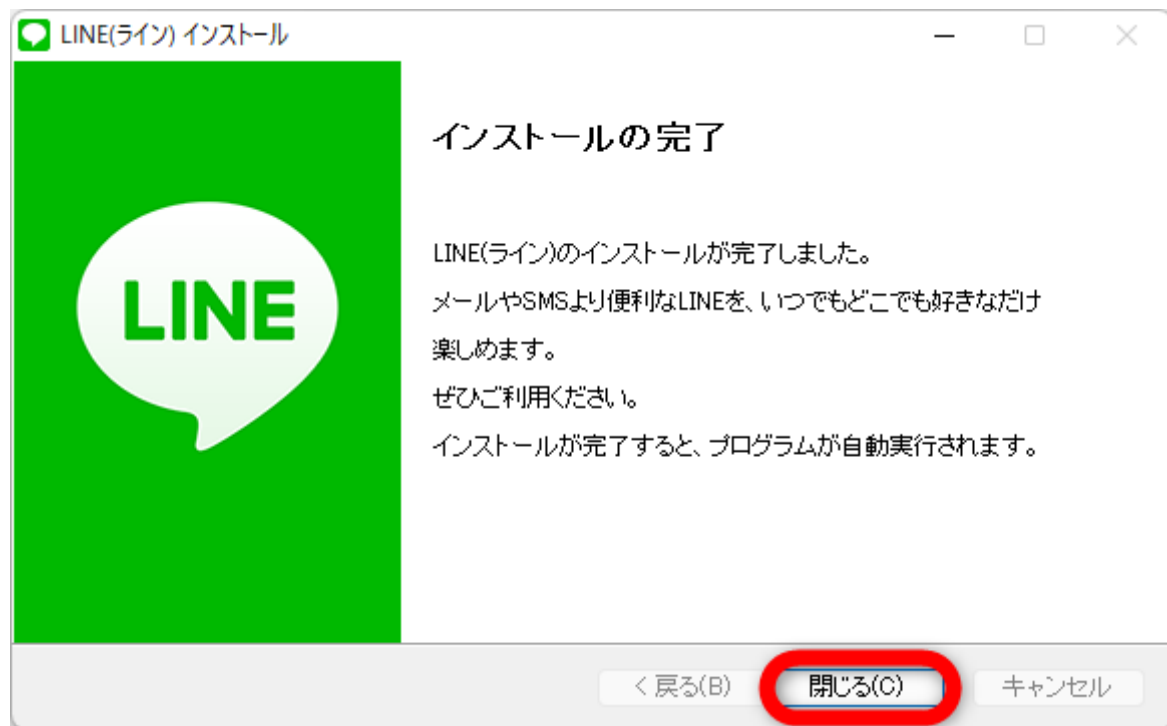 LINE(ライン) インストール
インストールの完了
LINE
LINE(ライン)のインストールが完了しました。
メールやSMSより便利なLINEを、いつでもどこでも好きなだけ
楽しめます。
ぜひご利用ください。
インストールが完了すると、プログラムが自動実行されます。
< 戻る(B)
閉じる(C)
キャンセル